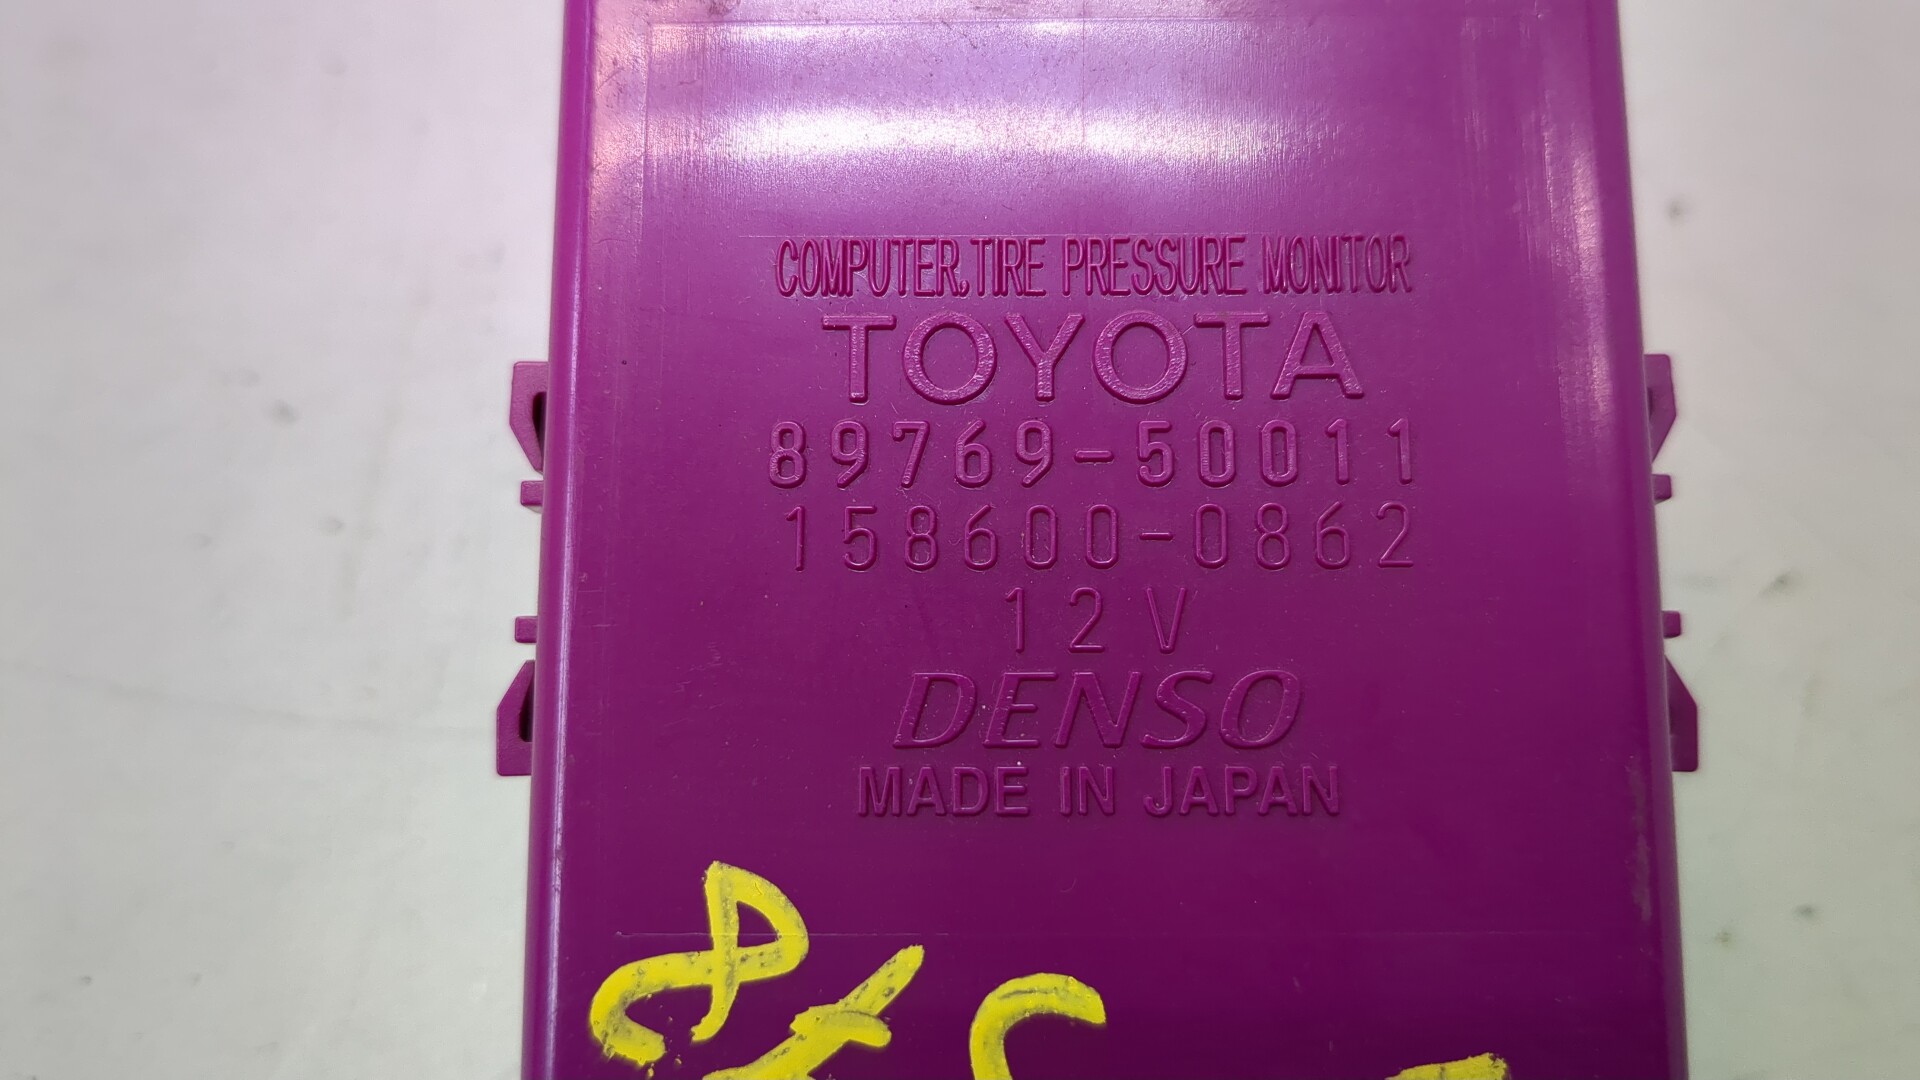 COMPUTER,TIRE PRESSURE MONITOR
TOYOTA
89769-50011
158600-0862
12V
DENSO
MADE IN JAPAN